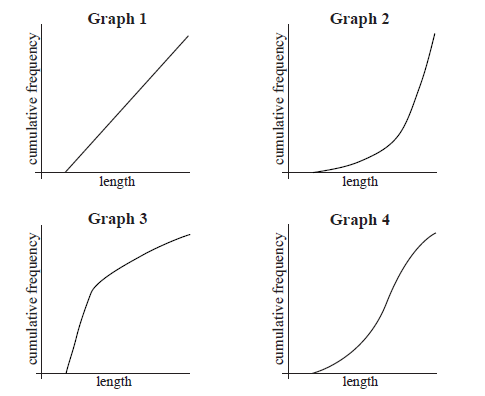 Graph 1
cumulative frequency
length
Graph 2
cumulative frequency
length
Graph 3
cumulative frequency
length
Graph 4
cumulative frequency
length